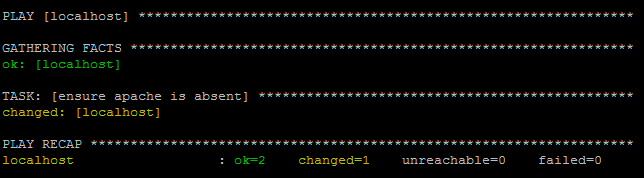 PLAY [localhost] **************************************************************
GATHERING FACTS ***************************************************************
ok: [localhost]
TASK: [ensure apache is absent] ***********************************************
changed: [localhost]
PLAY RECAP ********************************************************************
localhost                  : ok=2    changed=1    unreachable=0    failed=0